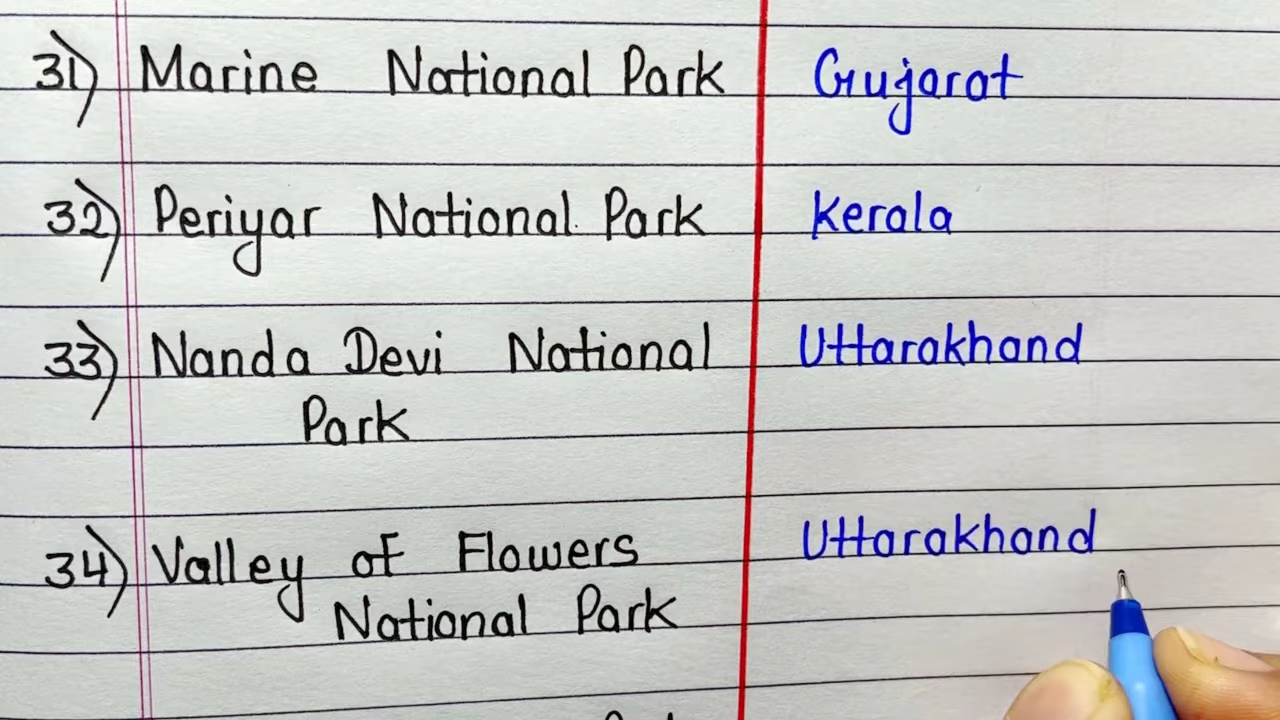 31) Marine National Park Gujarat
32) Periyar National Park Kerala
33) Nanda Devi National Uttarakhand
Park
34) Valley of Flowers Uttarakhand
National Park